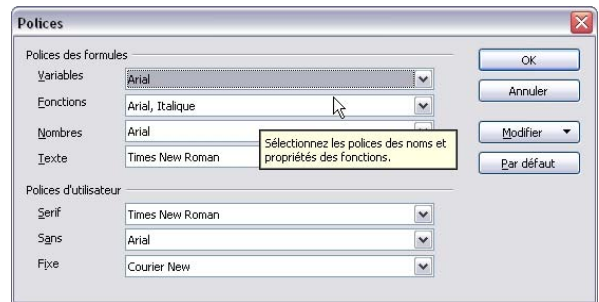 Polices
Polices des formules
Variables Arial
Fonctions Arial, Italique
Nombres Arial
Texte Times New Roman
Sélectionnez les polices des noms et
propriétés des fonctions.
Polices d'utilisateur
Serif Times New Roman
Sans Arial
Fixe Courier New
OK
Annuler
Modifier
Par défaut